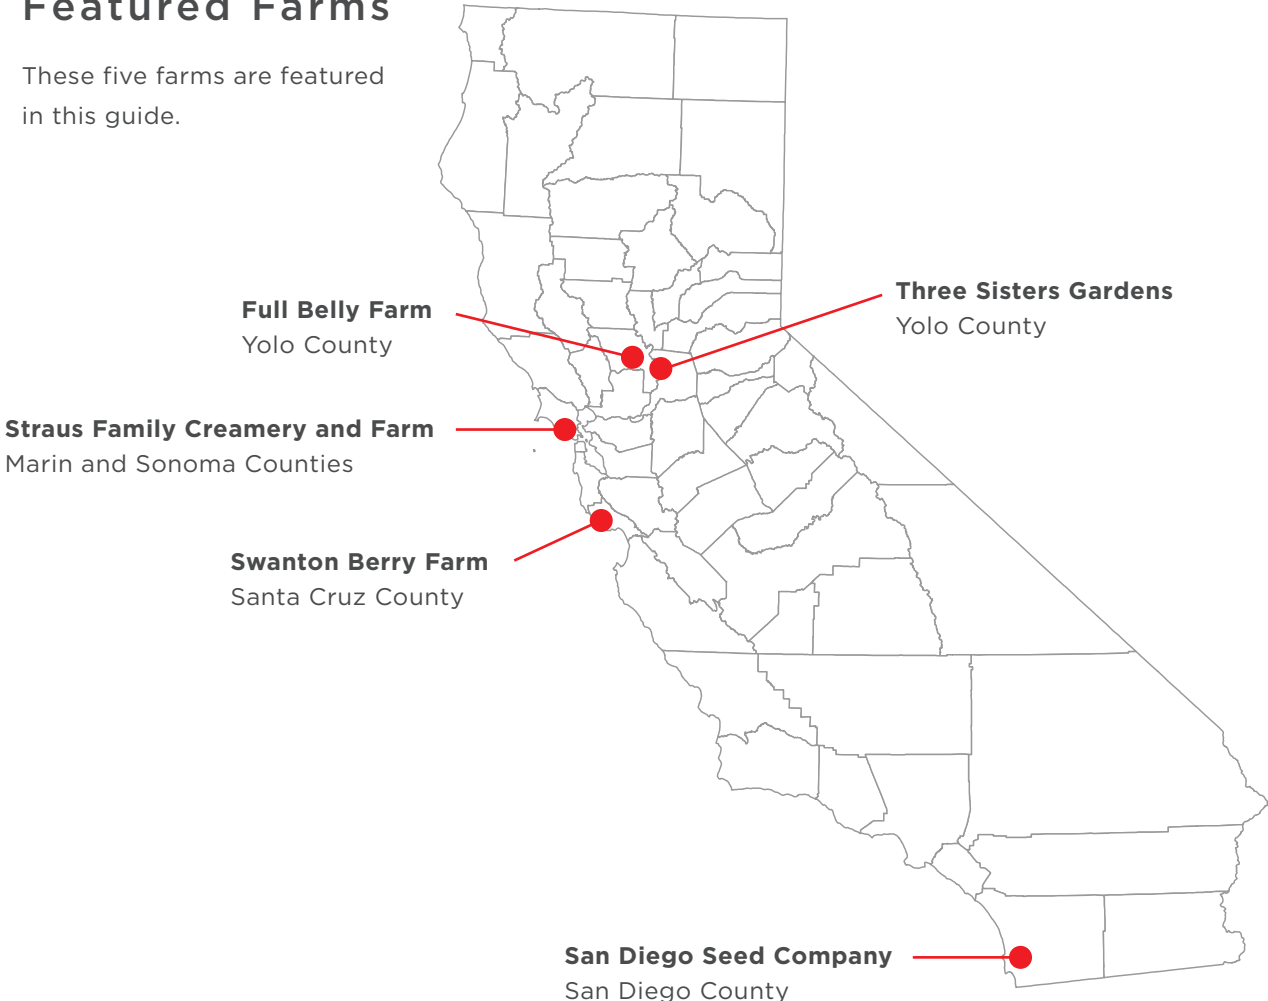 Featured Farms
These five farms are featured
in this guide.
Three Sisters Gardens
Yolo County
Full Belly Farm
Yolo County
Straus Family Creamery and Farm
Marin and Sonoma Counties
Swanton Berry Farm
Santa Cruz County
San Diego Seed Company
San Diego County